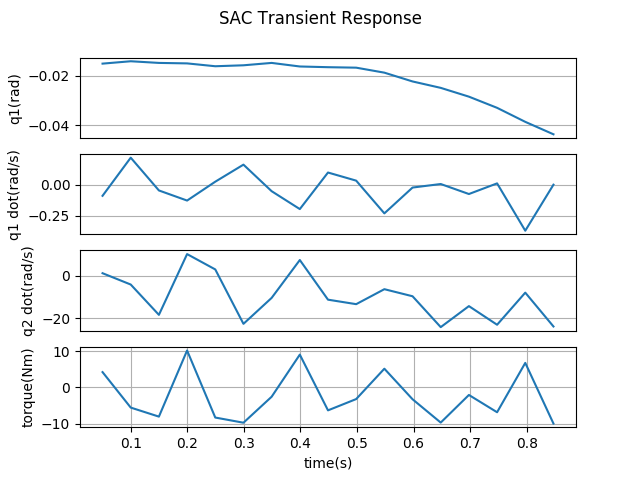 SAC Transient Response
q1(rad)
−0.02
−0.04
q1 dot(rad/s)
0.00
−0.25
q2 dot(rad/s)
0
−20
torque(Nm)
10
0
−10
0.1 0.2 0.3 0.4 0.5 0.6 0.7 0.8
time(s)